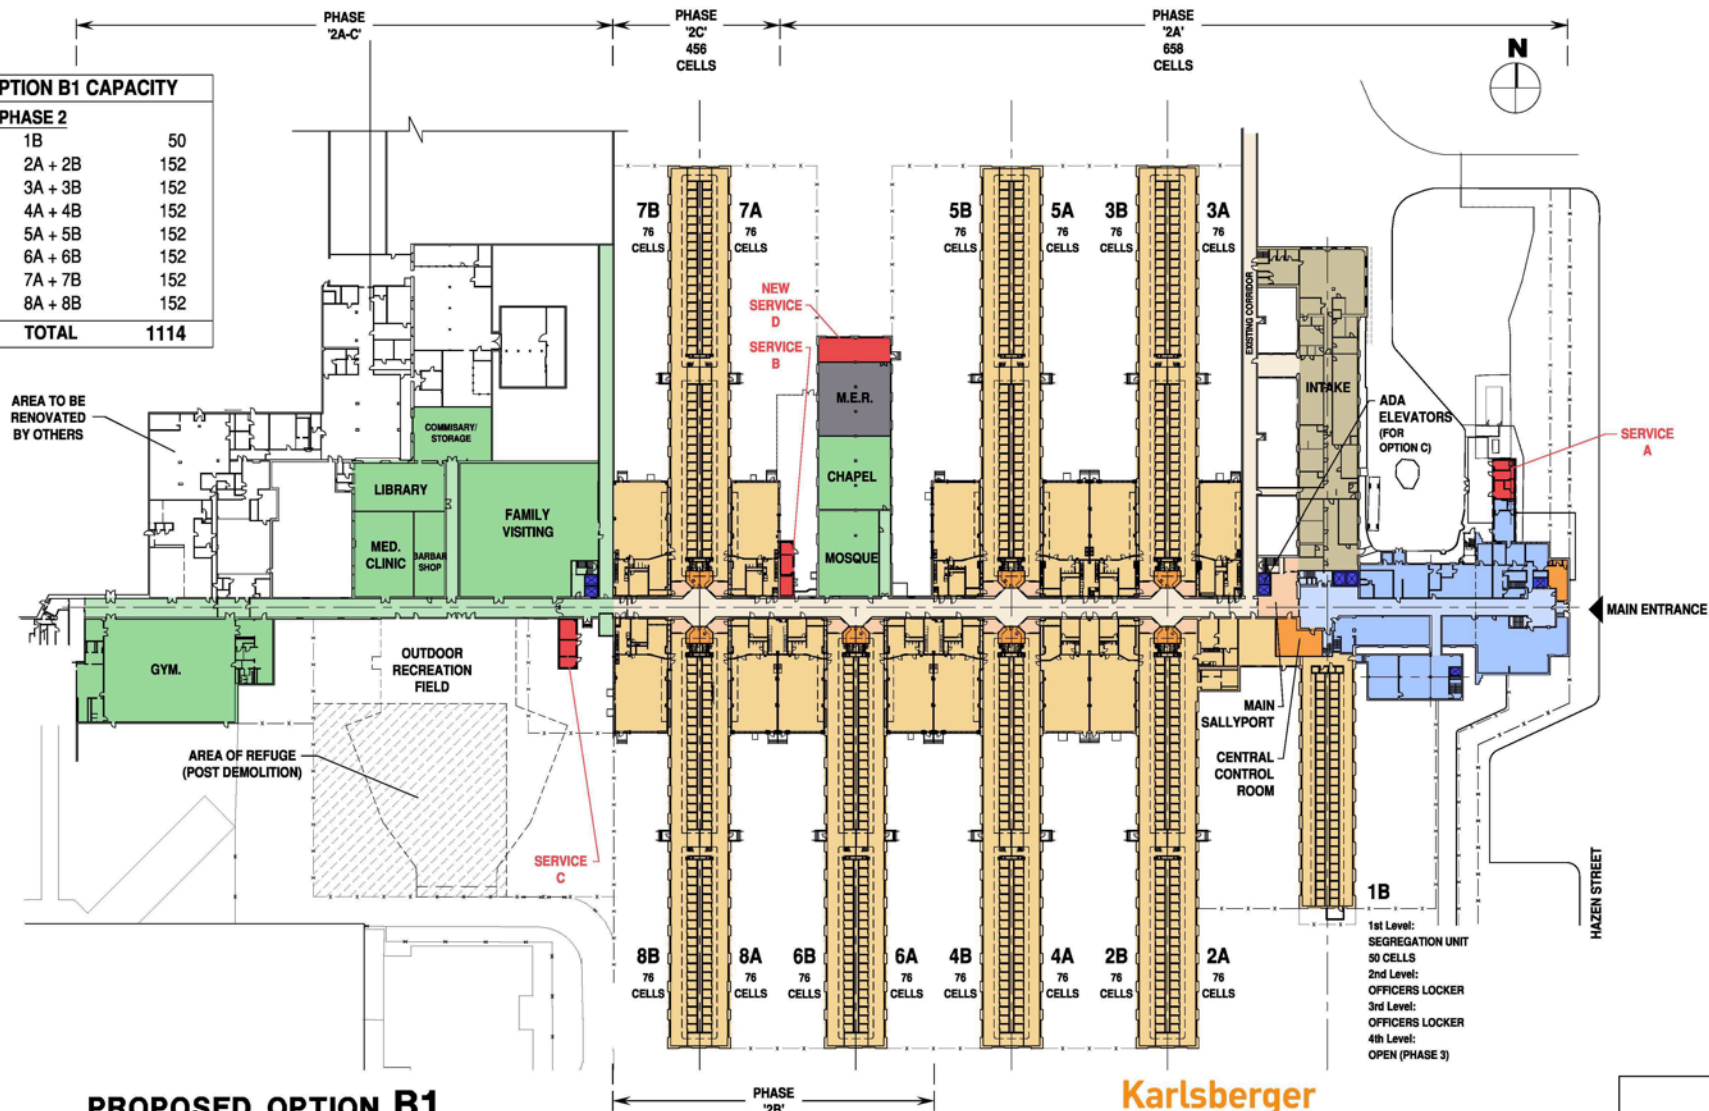 PHASE
'2A-C'
PHASE
'2C'
456
CELLS
PHASE
'2A'
658
CELLS
N
PTION B1 CAPACITY
PHASE 2
1B 50
2A + 2B 152
3A + 3B 152
4A + 4B 152
5A + 5B 152
6A + 6B 152
7A + 7B 152
8A + 8B 152
TOTAL 1114
7B
76
CELLS
7A
76
CELLS
5B
76
CELLS
5A
76
CELLS
3B
76
CELLS
3A
76
CELLS
NEW
SERVICE
D
SERVICE
B
EXISTING CORRIDOR
INTAKE
M.E.R.
CHAPEL
MOSQUE
ADA
ELEVATORS
(FOR
OPTION C)
SERVICE
A
AREA TO BE
RENOVATED
BY OTHERS
COMMISARY/
STORAGE
LIBRARY
MED.
CLINIC
BARBAR
SHOP
FAMILY
VISITING
MAIN ENTRANCE
GYM.
OUTDOOR
RECREATION
FIELD
AREA OF REFUGE
(POST DEMOLITION)
SERVICE
C
MAIN
SALLYPORT
CENTRAL
CONTROL
ROOM
HAZEN STREET
8B
76
CELLS
8A
76
CELLS
6B
76
CELLS
6A
76
CELLS
4B
76
CELLS
4A
76
CELLS
2B
76
CELLS
2A
76
CELLS
1B
1st Level:
SEGREGATION UNIT
50 CELLS
2nd Level:
OFFICERS LOCKER
3rd Level:
OFFICERS LOCKER
4th Level:
OPEN (PHASE 3)
PROPOSED OPTION B1
PHASE
'2B'
Karlsberger